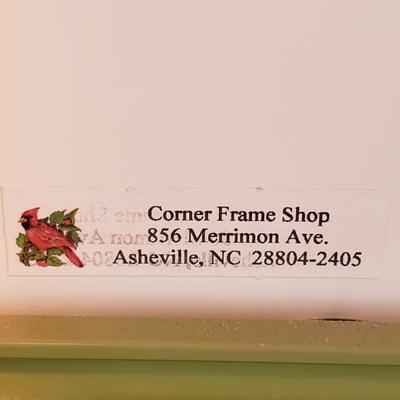 Corner Frame Shop
856 Merrimon Ave.
Asheville, NC 28804-2405